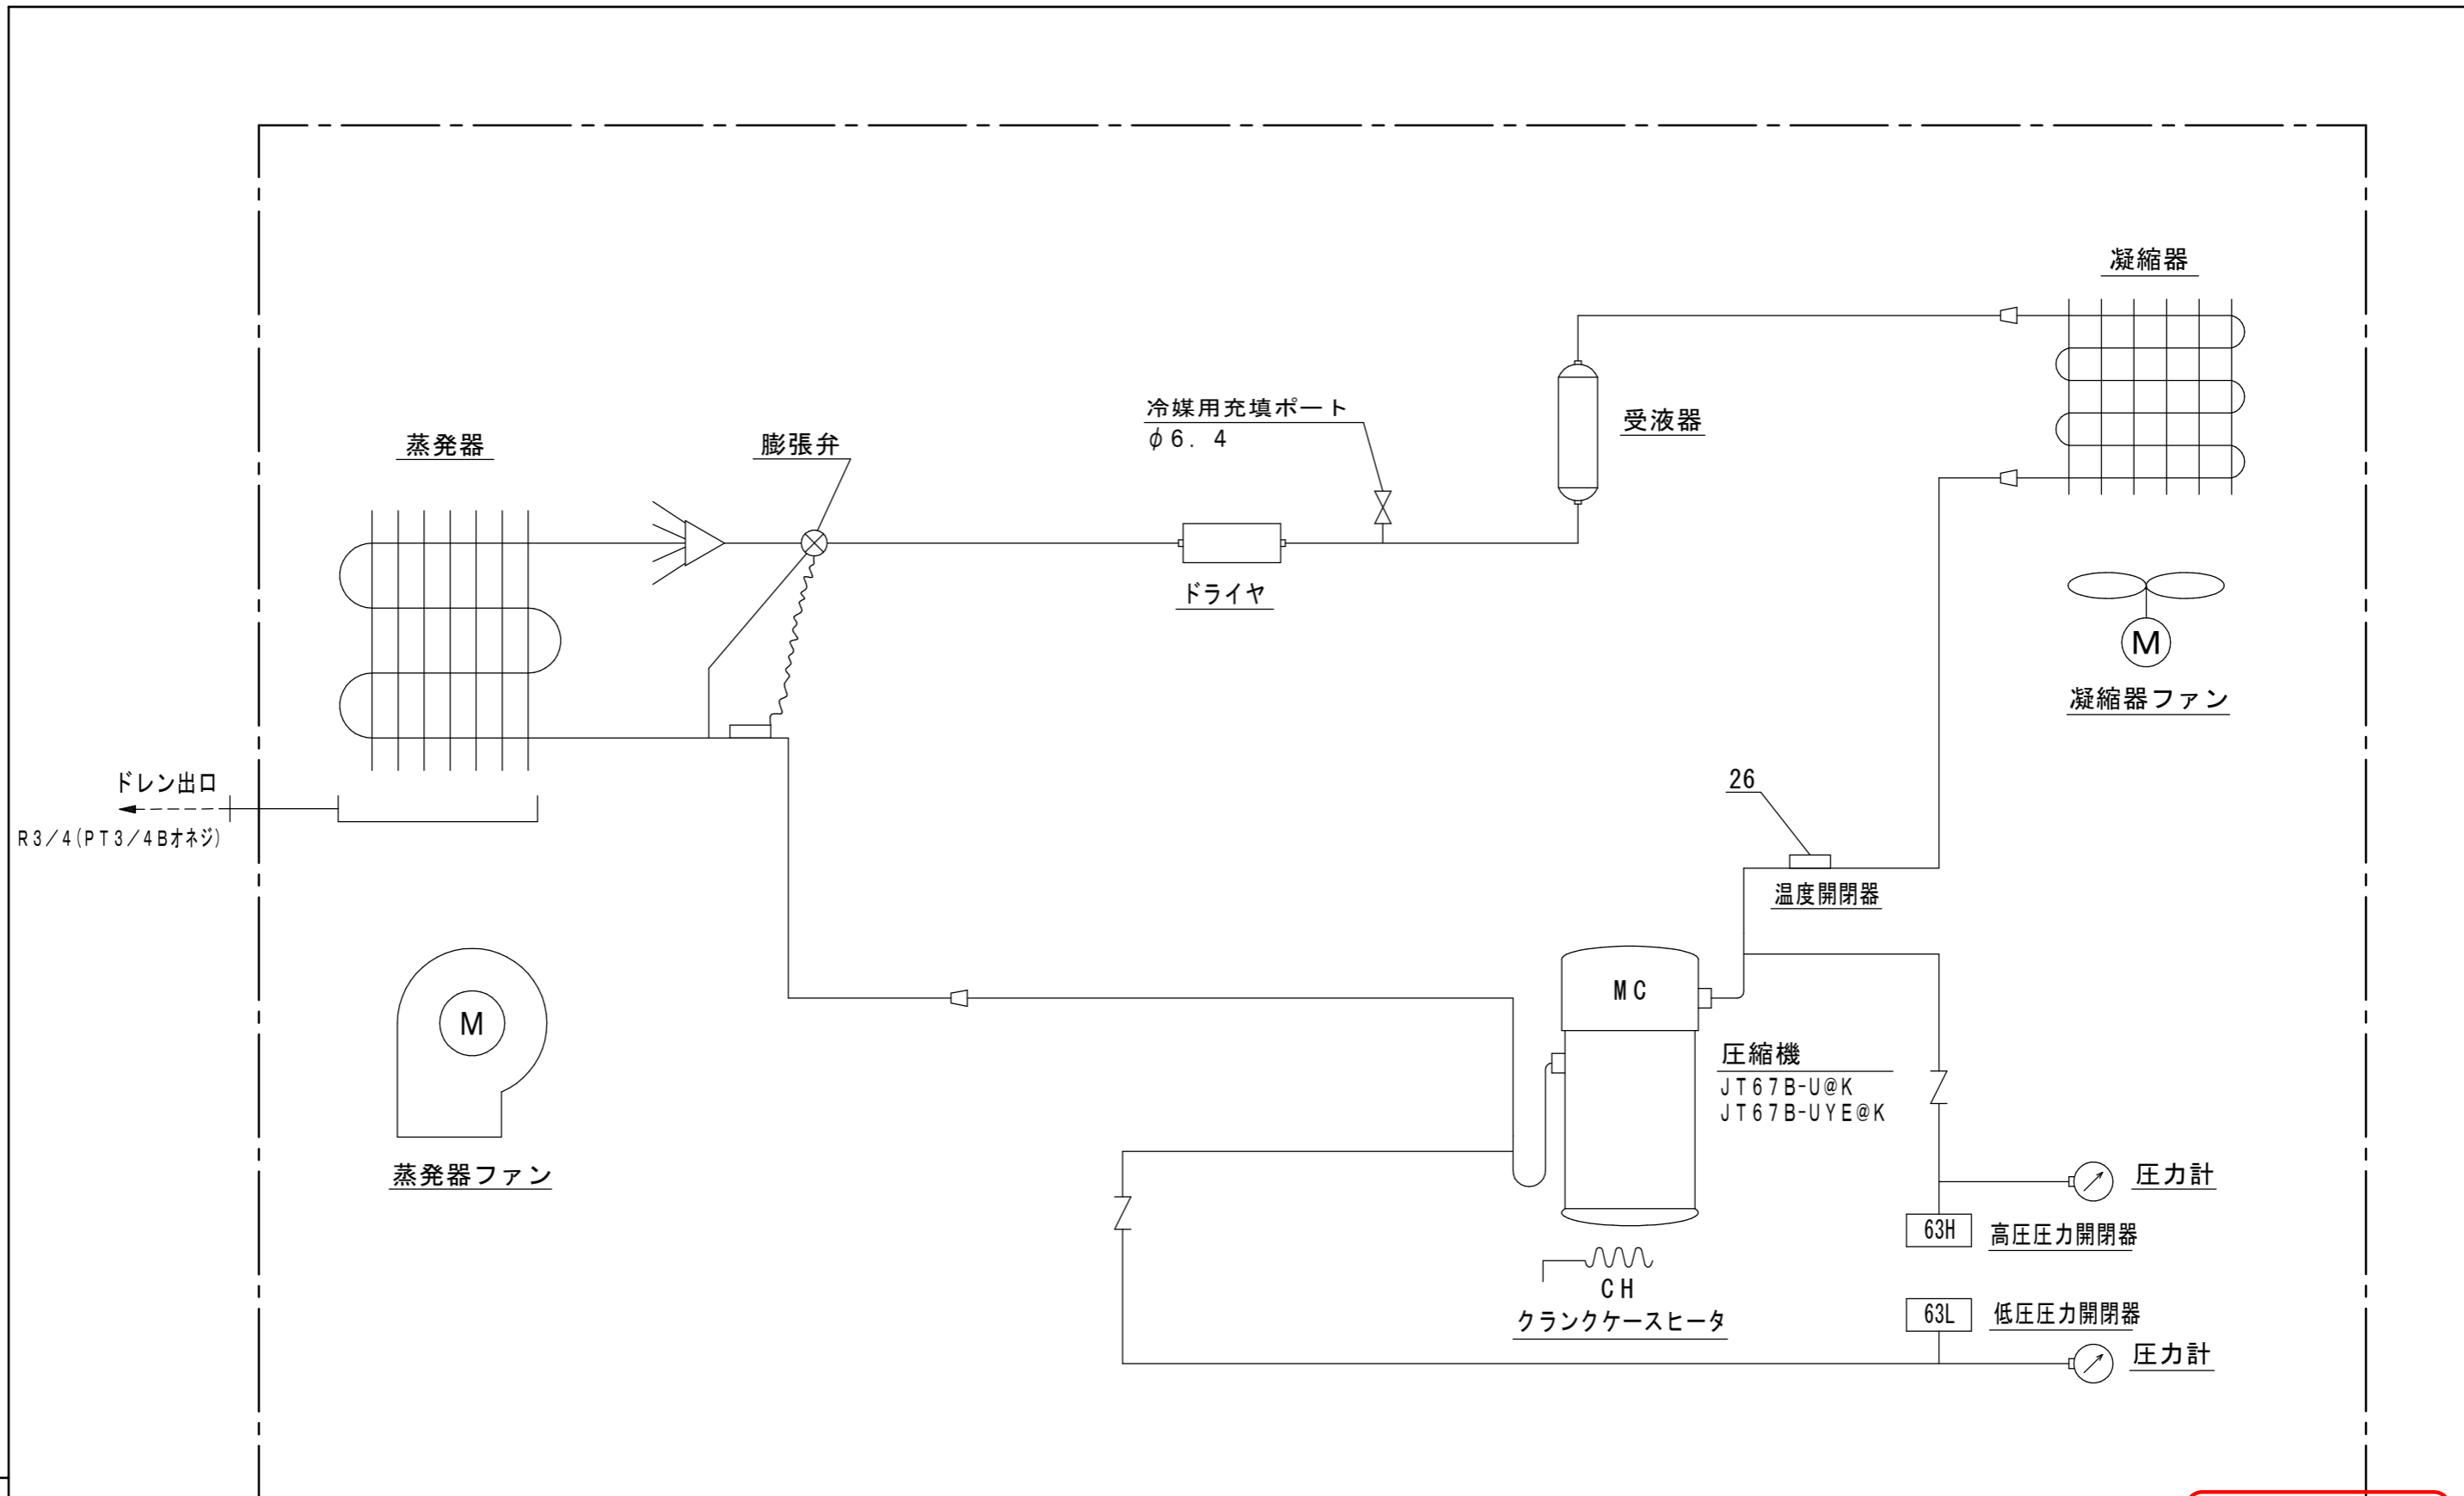 凝縮器
冷媒用充填ポート
φ6.4
受液器
蒸発器
膨張弁
ドライヤ
M
凝縮器ファン
ドレン出口
R3/4(PT3/4Bオネジ)
26
温度開閉器
M
蒸発器ファン
MC
圧縮機
JT67B-U@K
JT67B-UYE@K
圧力計
63H
高圧圧力開閉器
CH
クランクケースヒータ
63L
低圧圧力開閉器
圧力計